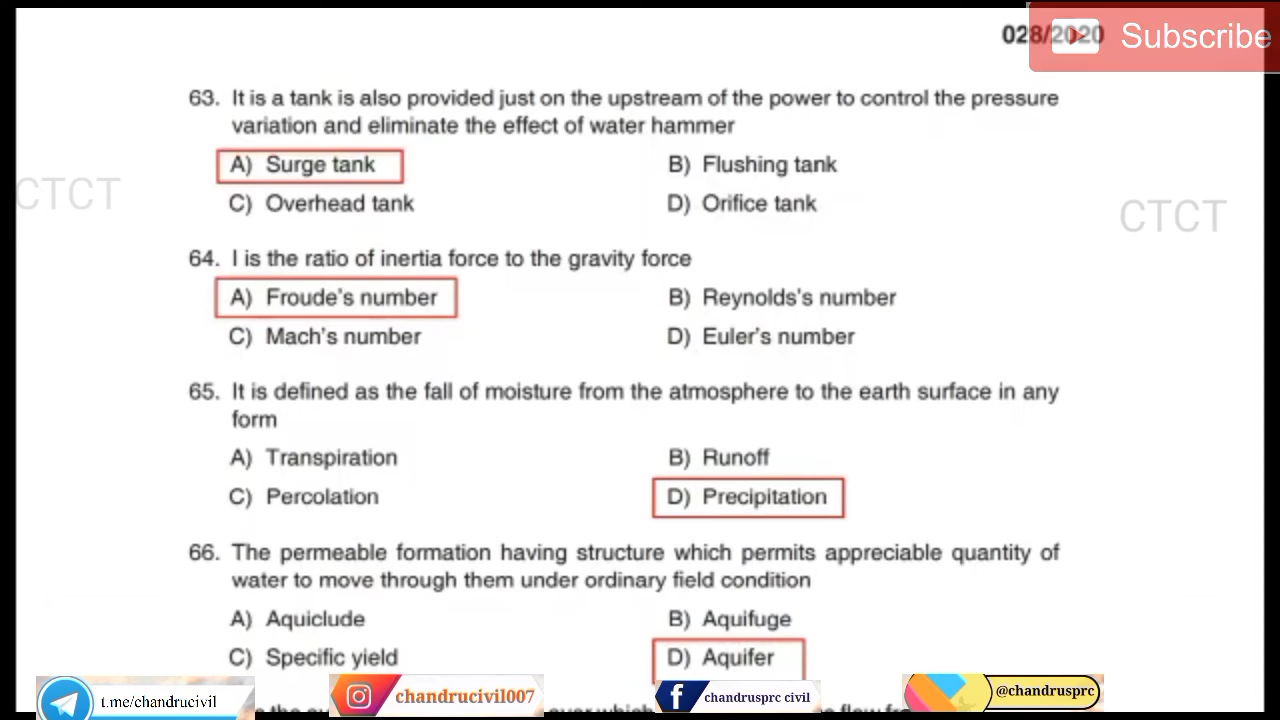 028/2020
Subscribe
63. It is a tank is also provided just on the upstream of the power to control the pressure
variation and eliminate the effect of water hammer
A) Surge tank
B) Flushing tank
C) Overhead tank
D) Orifice tank
CTCT
CTCT
64. I is the ratio of inertia force to the gravity force
A) Froude's number
B) Reynolds's number
C) Mach's number
D) Euler's number
65. It is defined as the fall of moisture from the atmosphere to the earth surface in any
form
A) Transpiration
B) Runoff
C) Percolation
D) Precipitation
66. The permeable formation having structure which permits appreciable quantity of
water to move through them under ordinary field condition
A) Aquiclude
B) Aquifuge
C) Specific yield
D) Aquifer
t.me/chandrucivil
chandrucivil007
chandrusprc civil
@chandrusprc